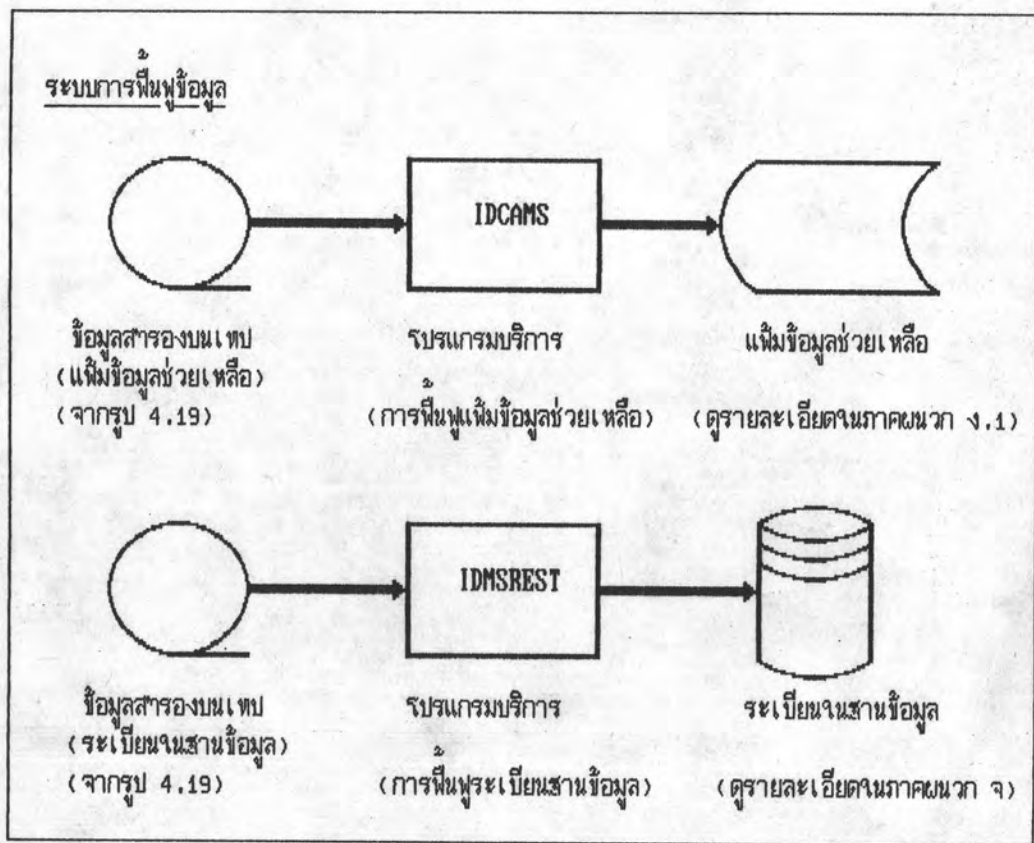 ระบบการฟื้นฟูข้อมูล
IDCAMS
ข้อมูลสำรองบนเทป
(แฟ้มข้อมูลช่วยเหลือ)
(จากรูป 4.19)
โปรแกรมบริการ
(การฟื้นฟูแฟ้มข้อมูลช่วยเหลือ)
แฟ้มข้อมูลช่วยเหลือ
(ดูรายละเอียดในภาคผนวก ง.1)
IDMSREST
ข้อมูลสำรองบนเทป
(ระเบียนในฐานข้อมูล)
(จากรูป 4.19)
โปรแกรมบริการ
(การฟื้นฟูระเบียนฐานข้อมูล)
ระเบียนในฐานข้อมูล
(ดูรายละเอียดในภาคผนวก จ)